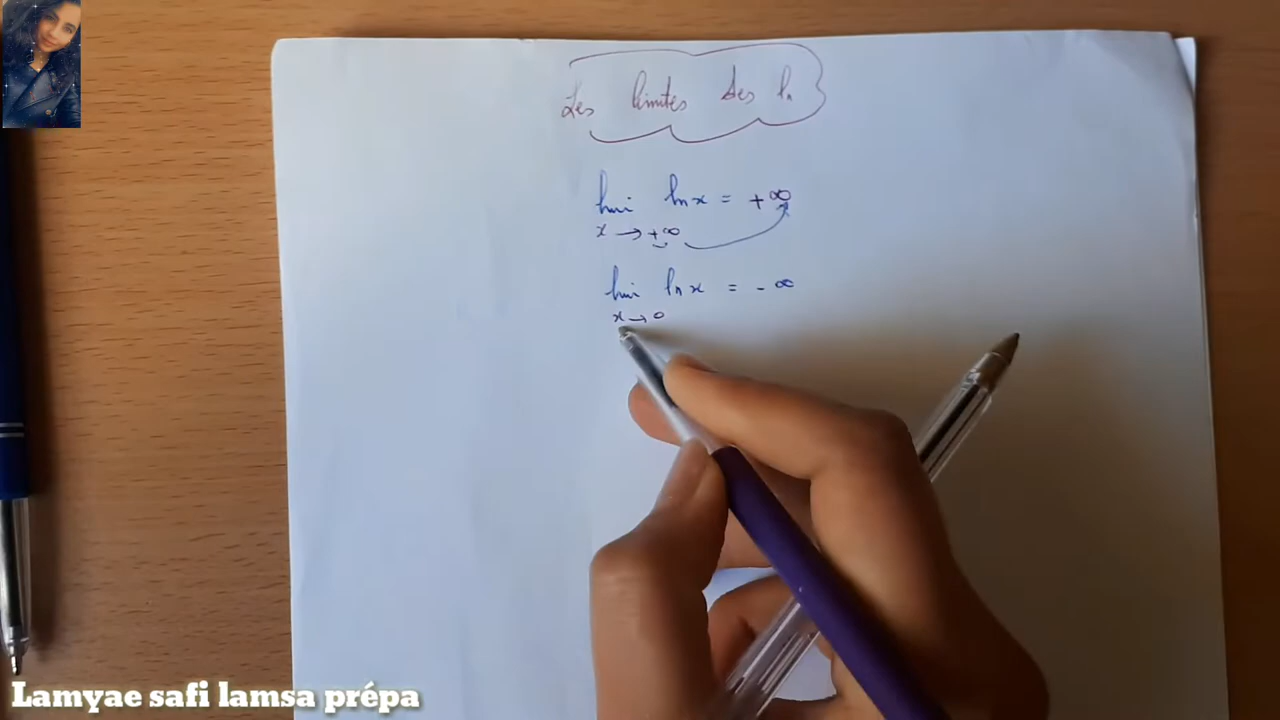 Les limites des ln
lim ln x = +∞
x → +∞
lim ln x = - ∞
x → 0
Lamyae safi lamsa prépa